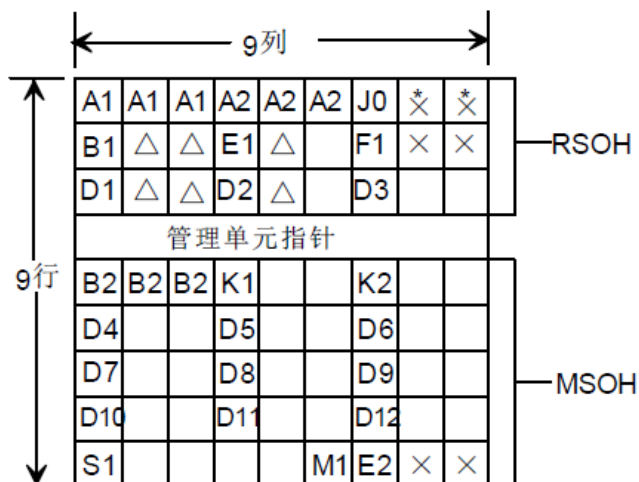 9列
A1 A1 A1 A2 A2 A2 J0 ×* ×*
B1 △ △ E1 △ F1 × × RSOH
D1 △ △ D2 △ D3
管理单元指针
9行
B2 B2 B2 K1 K2
D4 D5 D6
D7 D8 D9
MSOH
D10 D11 D12
S1 M1 E2 × ×